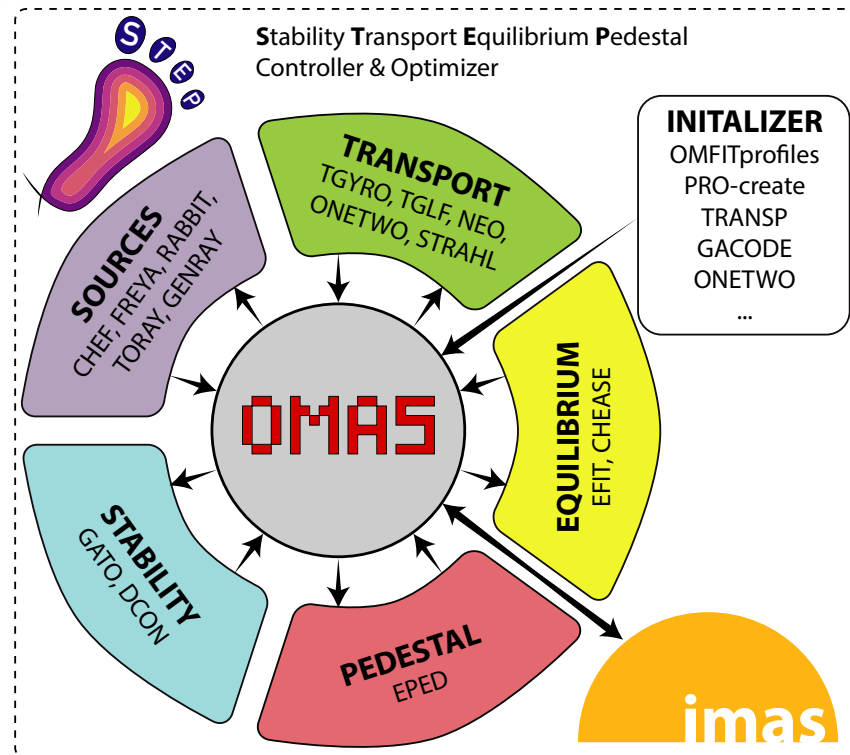 STEP
Stability Transport Equilibrium Pedestal
Controller & Optimizer
INITALIZER
OMFITprofiles
PRO-create
TRANSP
GACODE
ONETWO
...
TRANSPORT
TGYRO, TGLF, NEO,
ONETWO, STRAHL
SOURCES
CHEF, FREYA, RABBIT,
TORAY, GENRAY
OMAS
EQUILIBRIUM
EFIT, CHEASE
STABILITY
GATO, DCON
PEDESTAL
EPED
imas